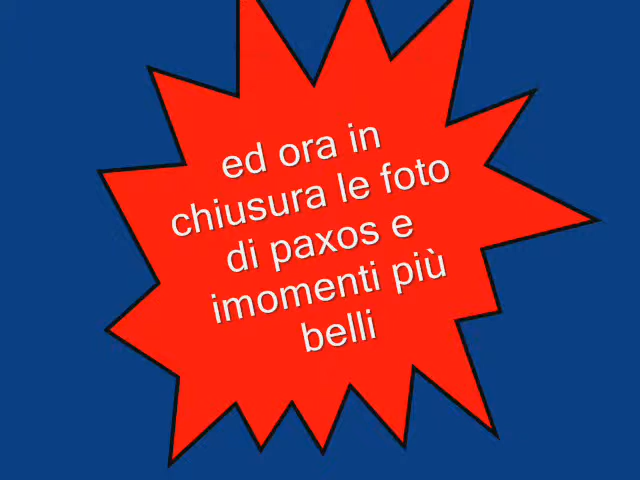 ed ora in
chiusura le foto
di paxos e
imomenti più
belli